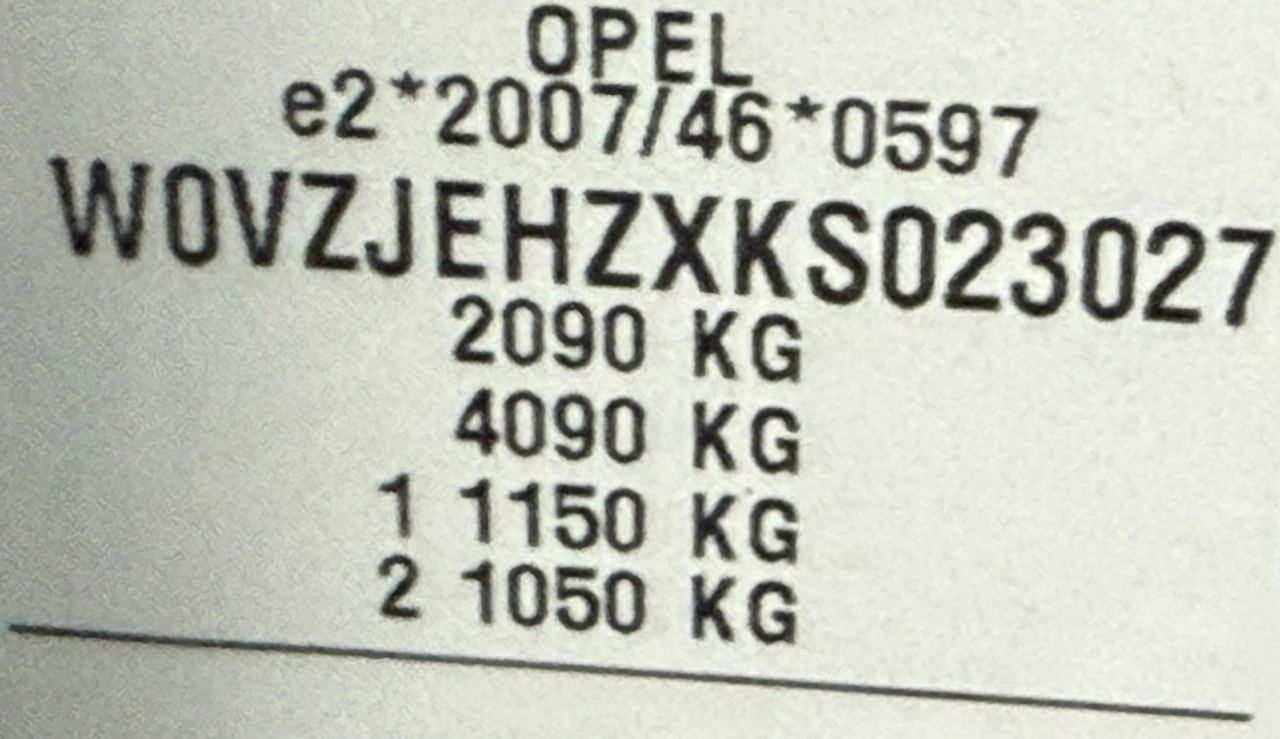 OPEL
e2*2007/46*0597
W0VZJEHZXKS023027
2090 KG
4090 KG
1 1150 KG
2 1050 KG